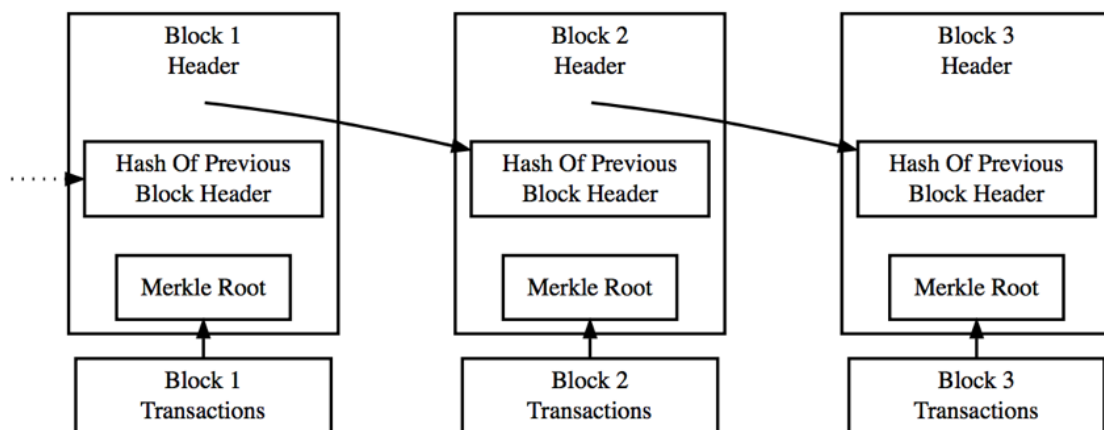 Block 1
Header
Hash Of Previous
Block Header
Merkle Root
Block 1
Transactions
Block 2
Header
Hash Of Previous
Block Header
Merkle Root
Block 2
Transactions
Block 3
Header
Hash Of Previous
Block Header
Merkle Root
Block 3
Transactions